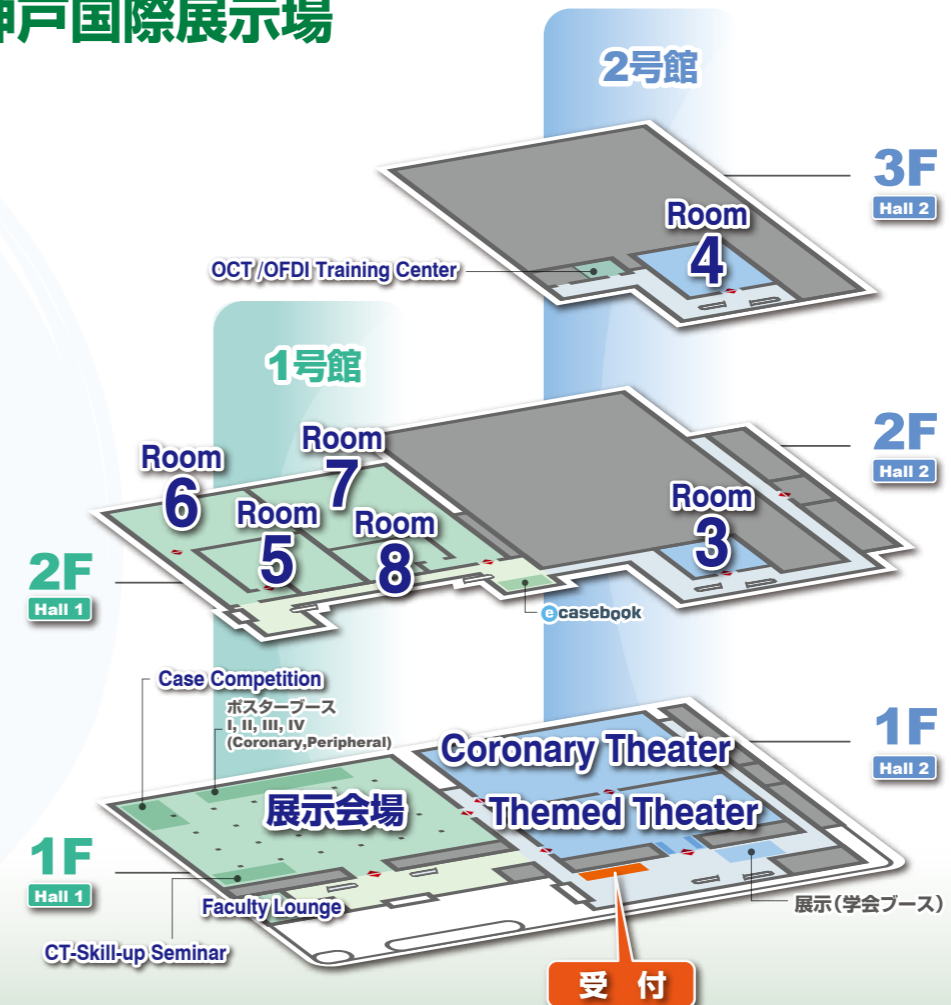 神戸国際展示場
2号館
3F
Hall 2
Room
4
OCT /OFDI Training Center
1号館
2F
Hall 2
Room
6
Room
7
Room
5
Room
8
Room
3
2F
Hall 1
ecasebook
Case Competition
ポスターブース
I, II, III, IV
(Coronary,Peripheral)
1F
Hall 2
Coronary Theater
展示会場
Themed Theater
1F
Hall 1
Faculty Lounge
展示(学会ブース)
CT-Skill-up Seminar
受 付